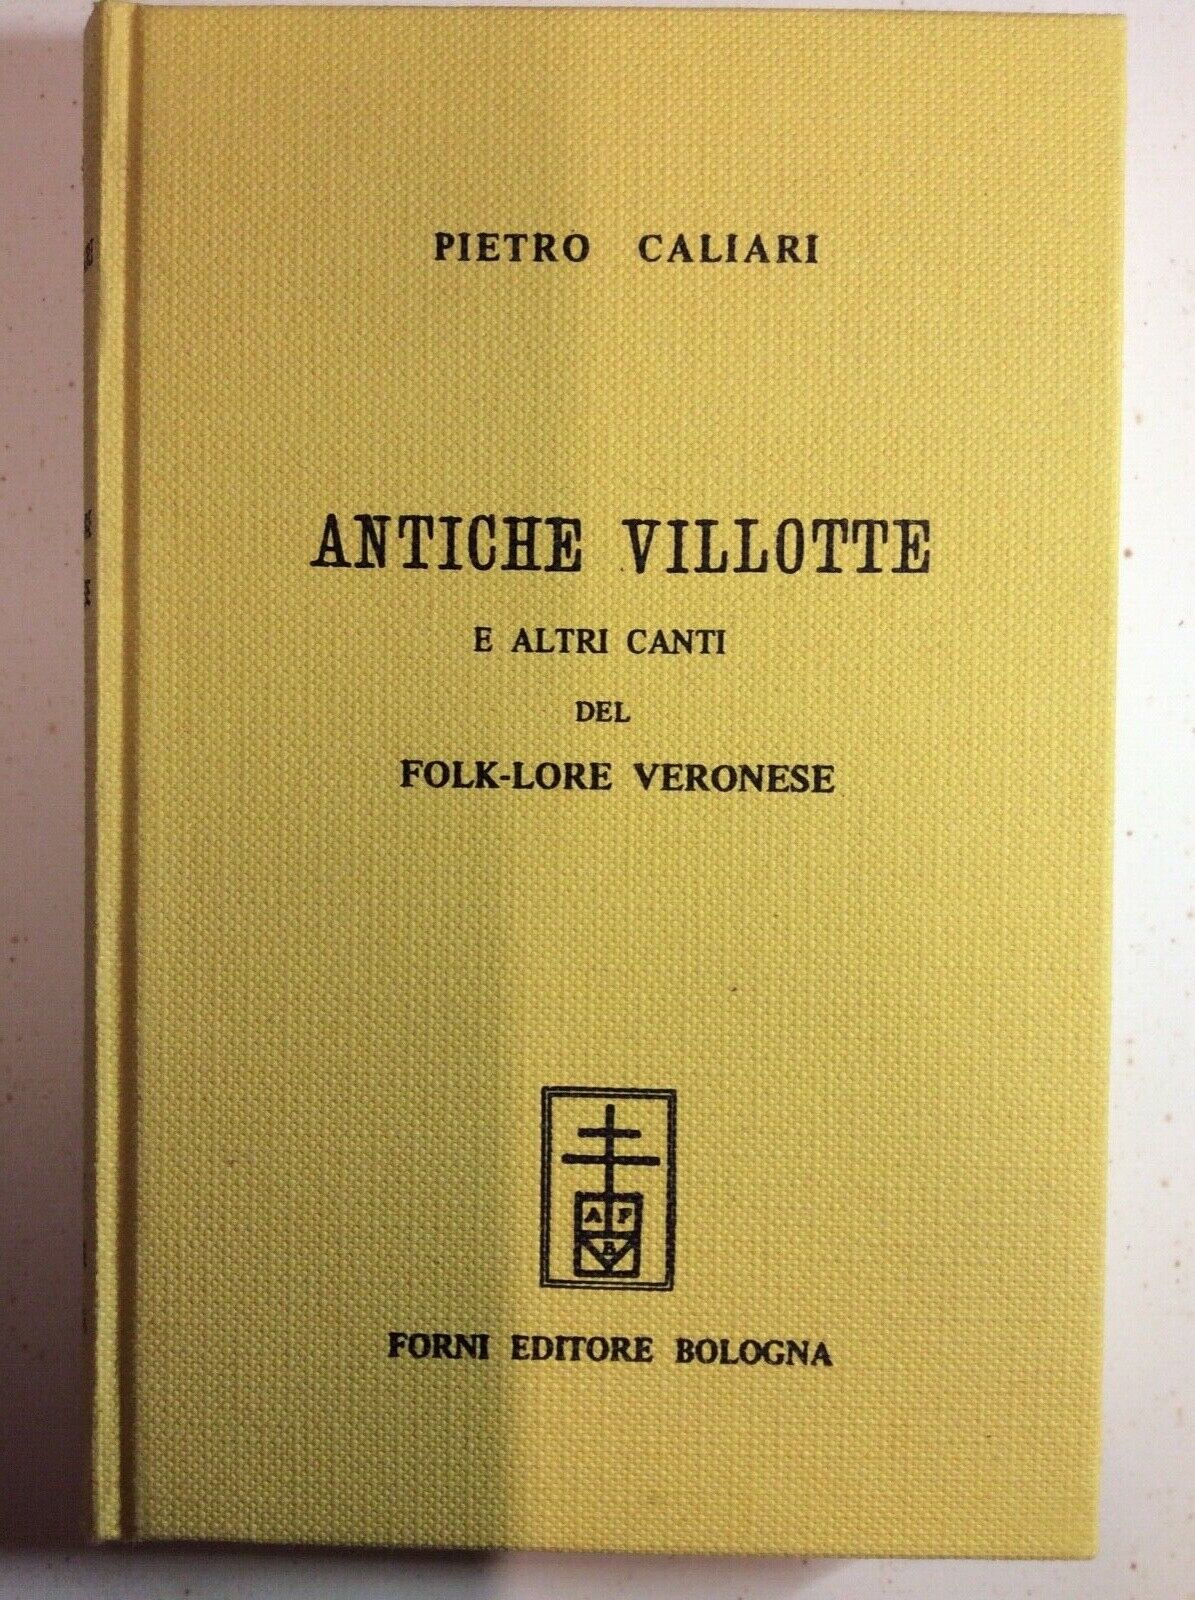 PIETRO CALIARI
ANTICHE VILLOTTE
E ALTRI CANTI
DEL
FOLK-LORE VERONESE
A F
B
FORNI EDITORE BOLOGNA